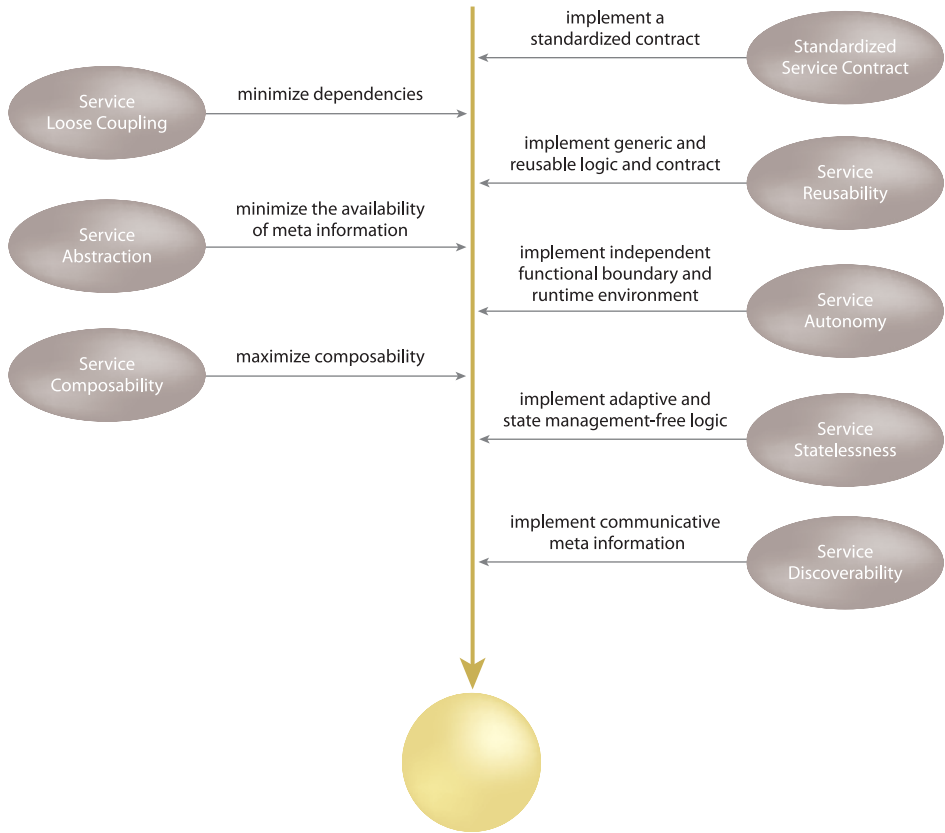 implement a
standardized contract
Standardized
Service Contract
Service
Loose Coupling
minimize dependencies
implement generic and
reusable logic and contract
Service
Reusability
Service
Abstraction
minimize the availability
of meta information
implement independent
functional boundary and
runtime environment
Service
Autonomy
Service
Composability
maximize composability
implement adaptive and
state management-free logic
Service
Statelessness
implement communicative
meta information
Service
Discoverability